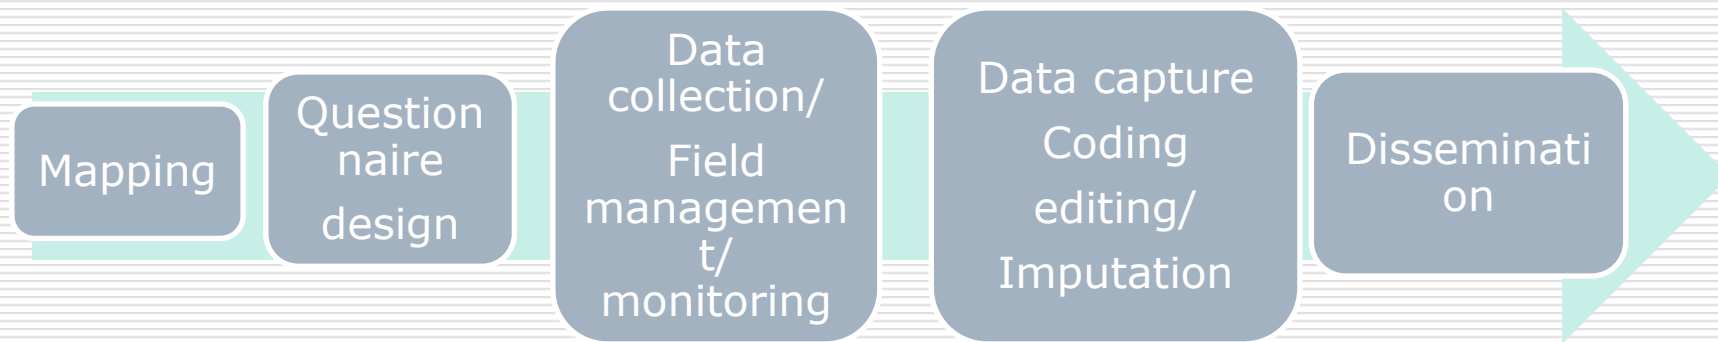 Mapping
Question
naire
design
Data
collection/
Field
managemen
t/
monitoring
Data capture
Coding
editing/
Imputation
Disseminati
on